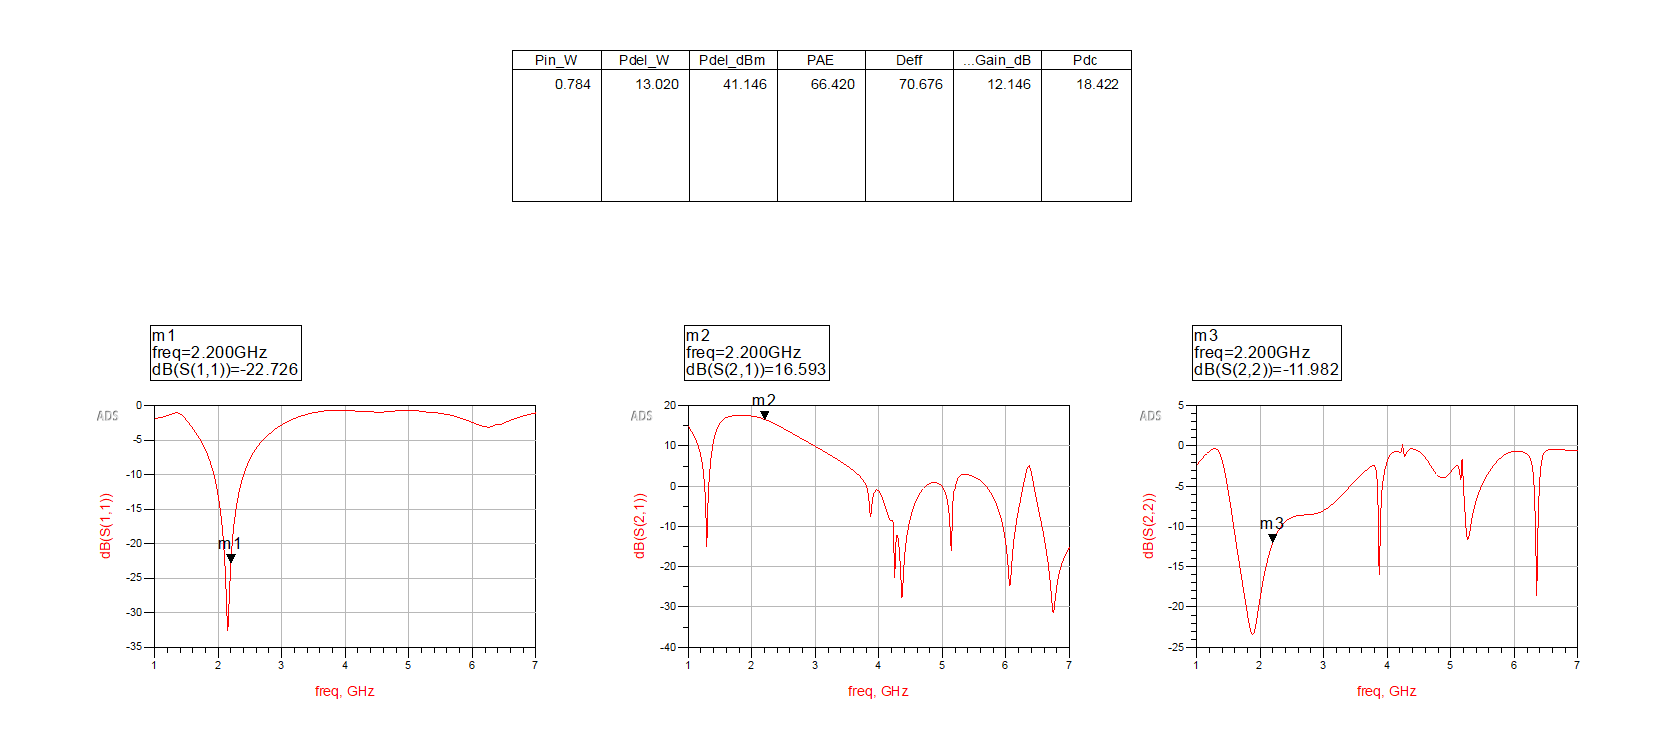 Pin_W Pdel_W Pdel_dBm PAE Deff ...Gain_dB Pdc
0.784 13.020 41.146 66.420 70.676 12.146 18.422
m1
freq=2.200GHz
dB(S(1,1))=-22.726
m2
freq=2.200GHz
dB(S(2,1))=16.593
m3
freq=2.200GHz
dB(S(2,2))=-11.982
ADS
dB(S(1,1))
0
-5
-10
-15
-20
-25
-30
-35
m1
1 2 3 4 5 6 7
freq, GHz
ADS
dB(S(2,1))
20
10
0
-10
-20
-30
-40
m2
1 2 3 4 5 6 7
freq, GHz
ADS
dB(S(2,2))
5
0
-5
-10
-15
-20
-25
m3
1 2 3 4 5 6 7
freq, GHz